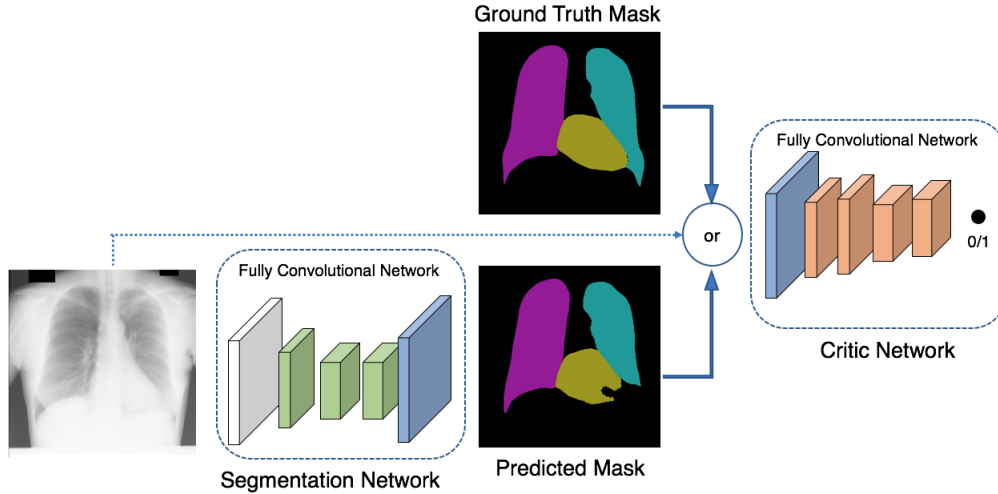 Ground Truth Mask
Fully Convolutional Network
or
0/1
Fully Convolutional Network
Critic Network
Segmentation Network
Predicted Mask